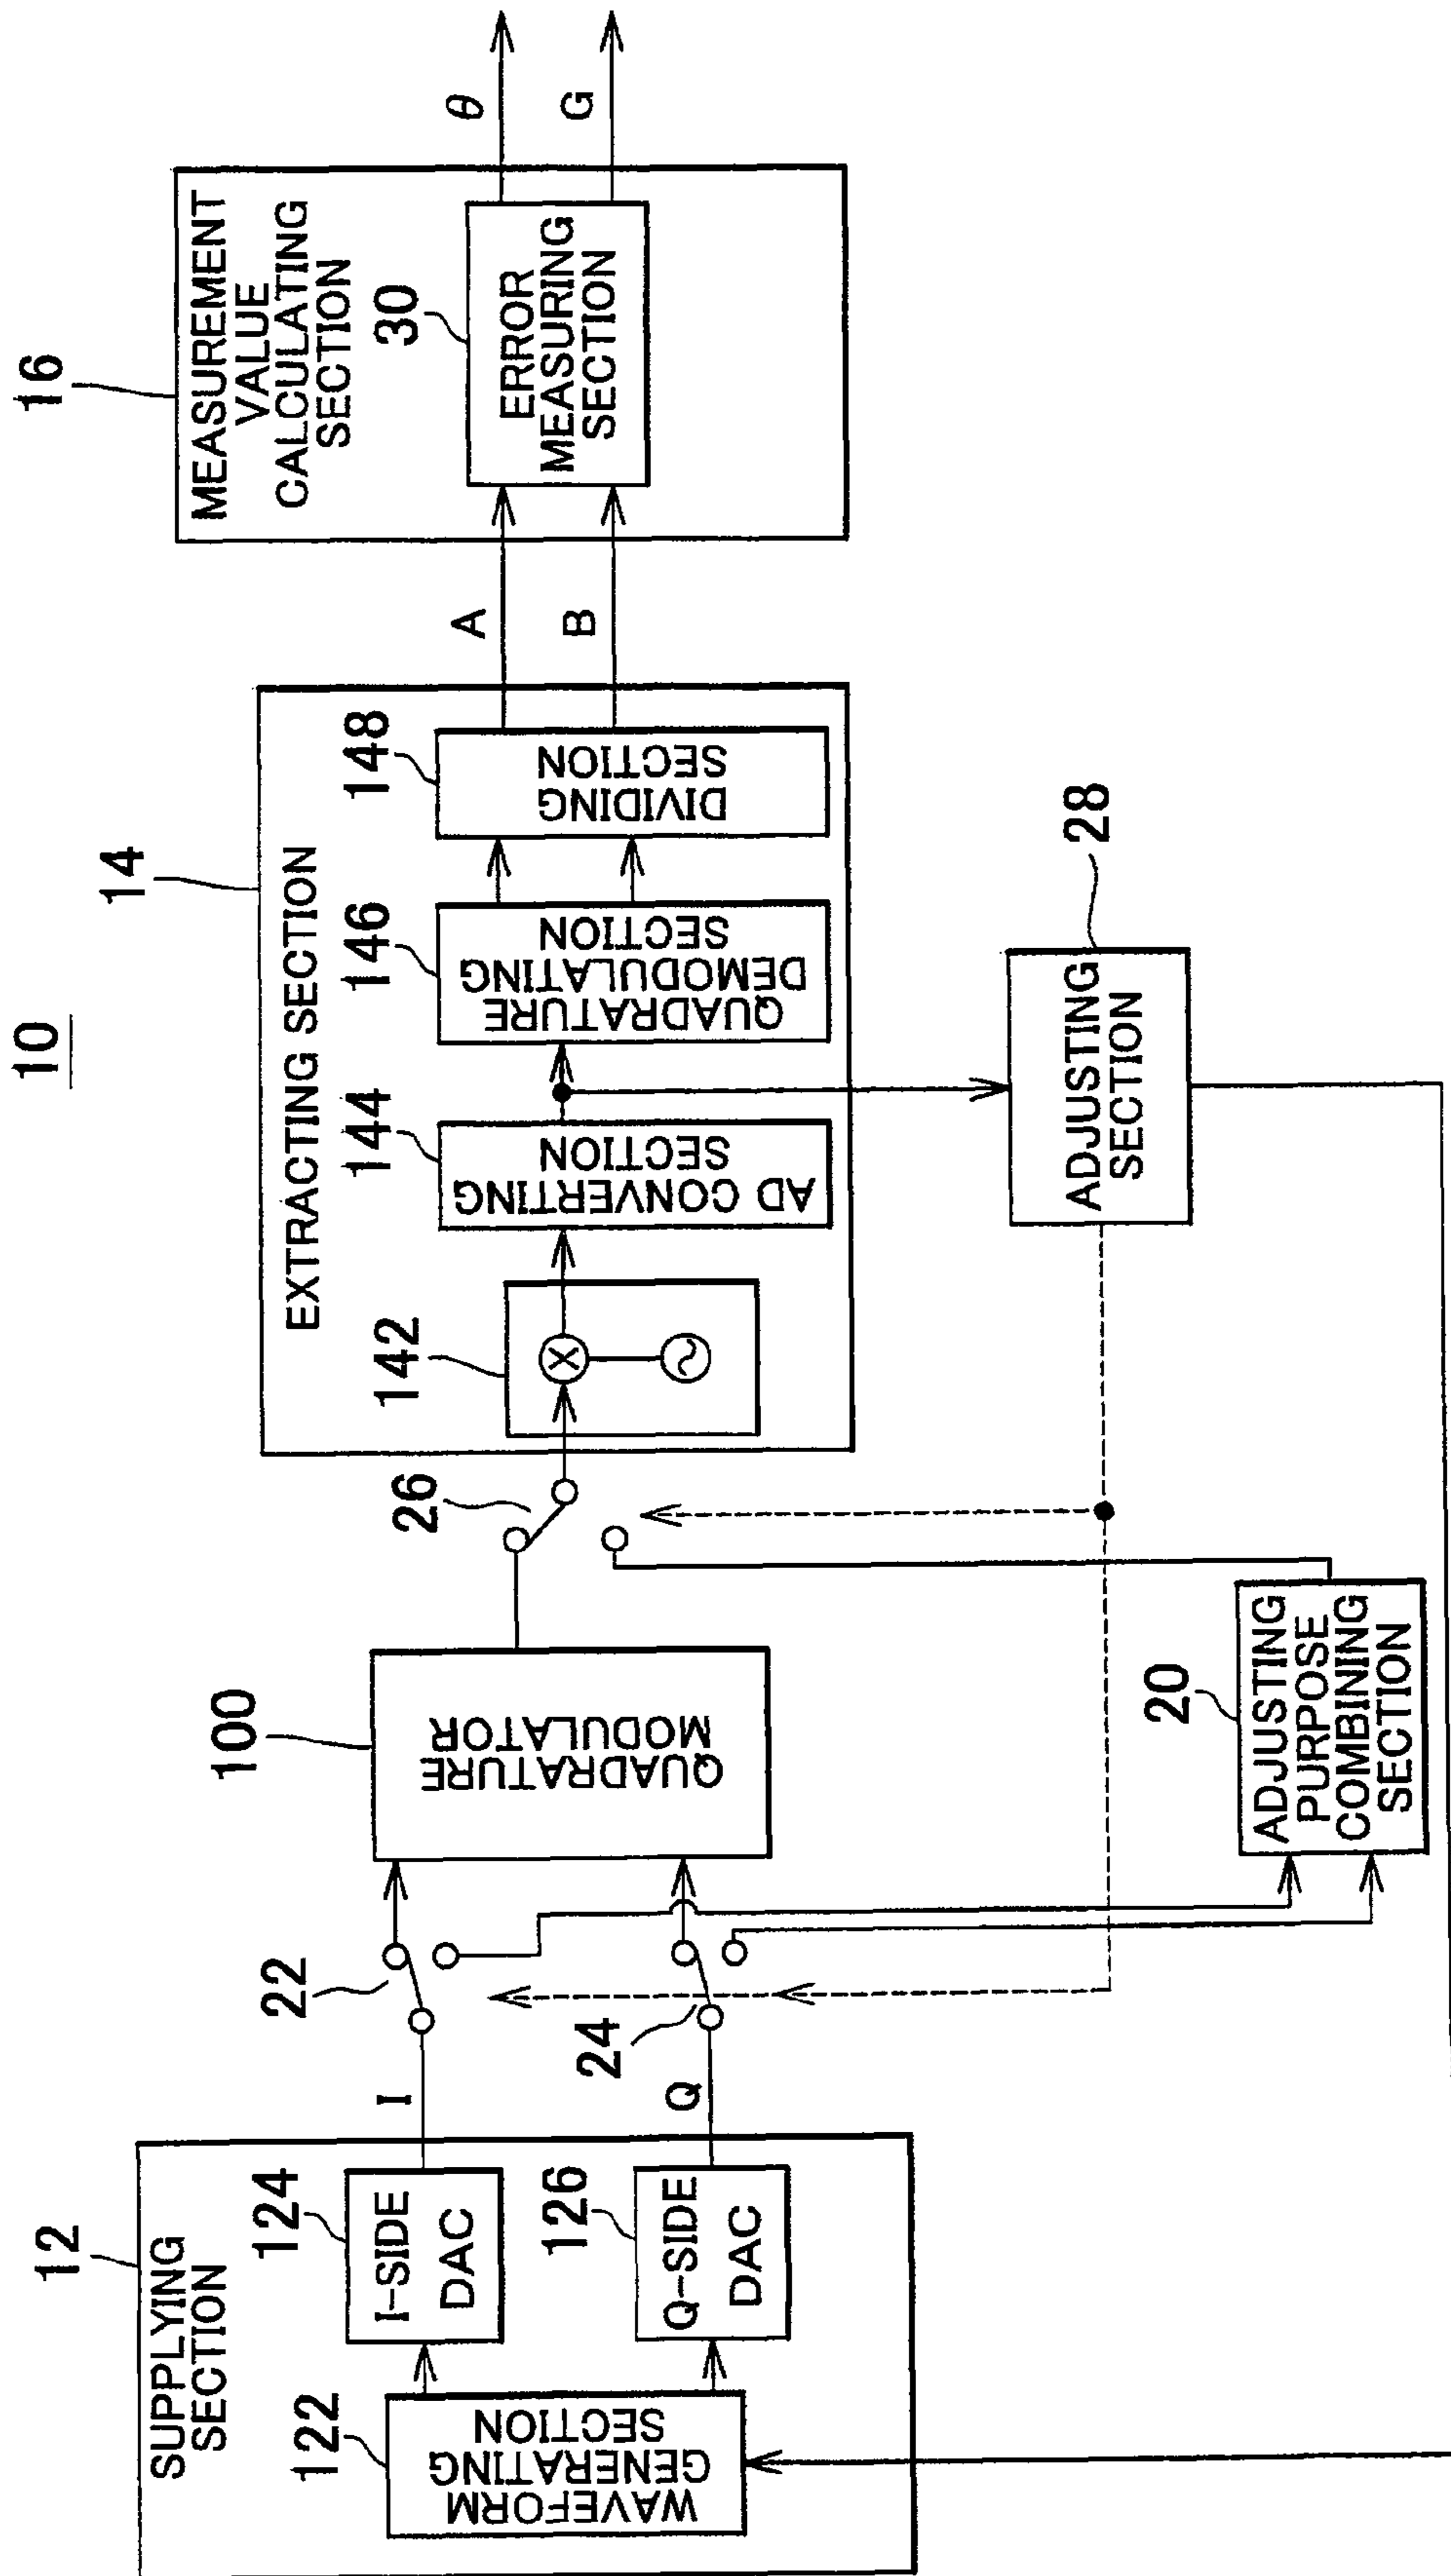 10
12
SUPPLYING
SECTION
122
WAVEFORM
GENERATING
SECTION
124
I-SIDE
DAC
126
Q-SIDE
DAC
I
Q
22
24
100
QUADRATURE
MODULATOR
26
20
ADJUSTING
PURPOSE
COMBINING
SECTION
14
EXTRACTING SECTION
142
X
144
AD CONVERTING
SECTION
146
QUADRATURE
DEMODULATING
SECTION
148
DIVIDING
SECTION
28
ADJUSTING
SECTION
A
B
16
MEASUREMENT
VALUE
CALCULATING
SECTION
30
ERROR
MEASURING
SECTION
θ
G